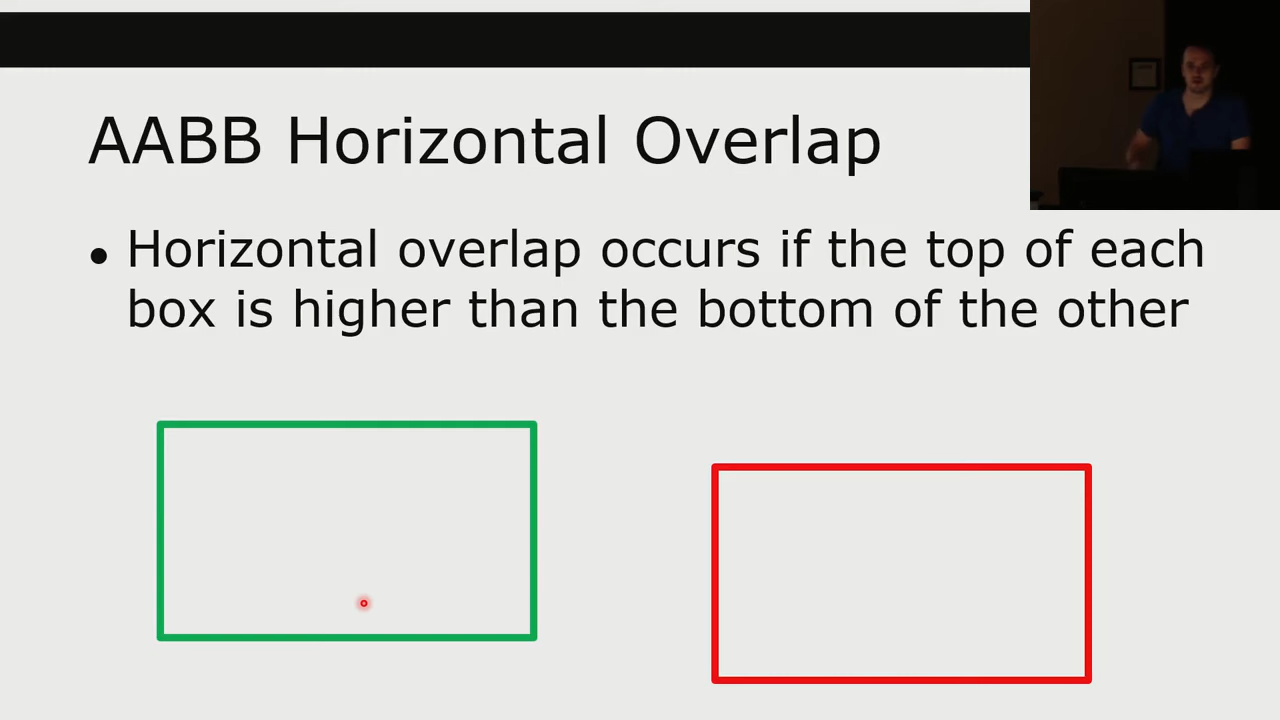 AABB Horizontal Overlap
• Horizontal overlap occurs if the top of each
box is higher than the bottom of the other